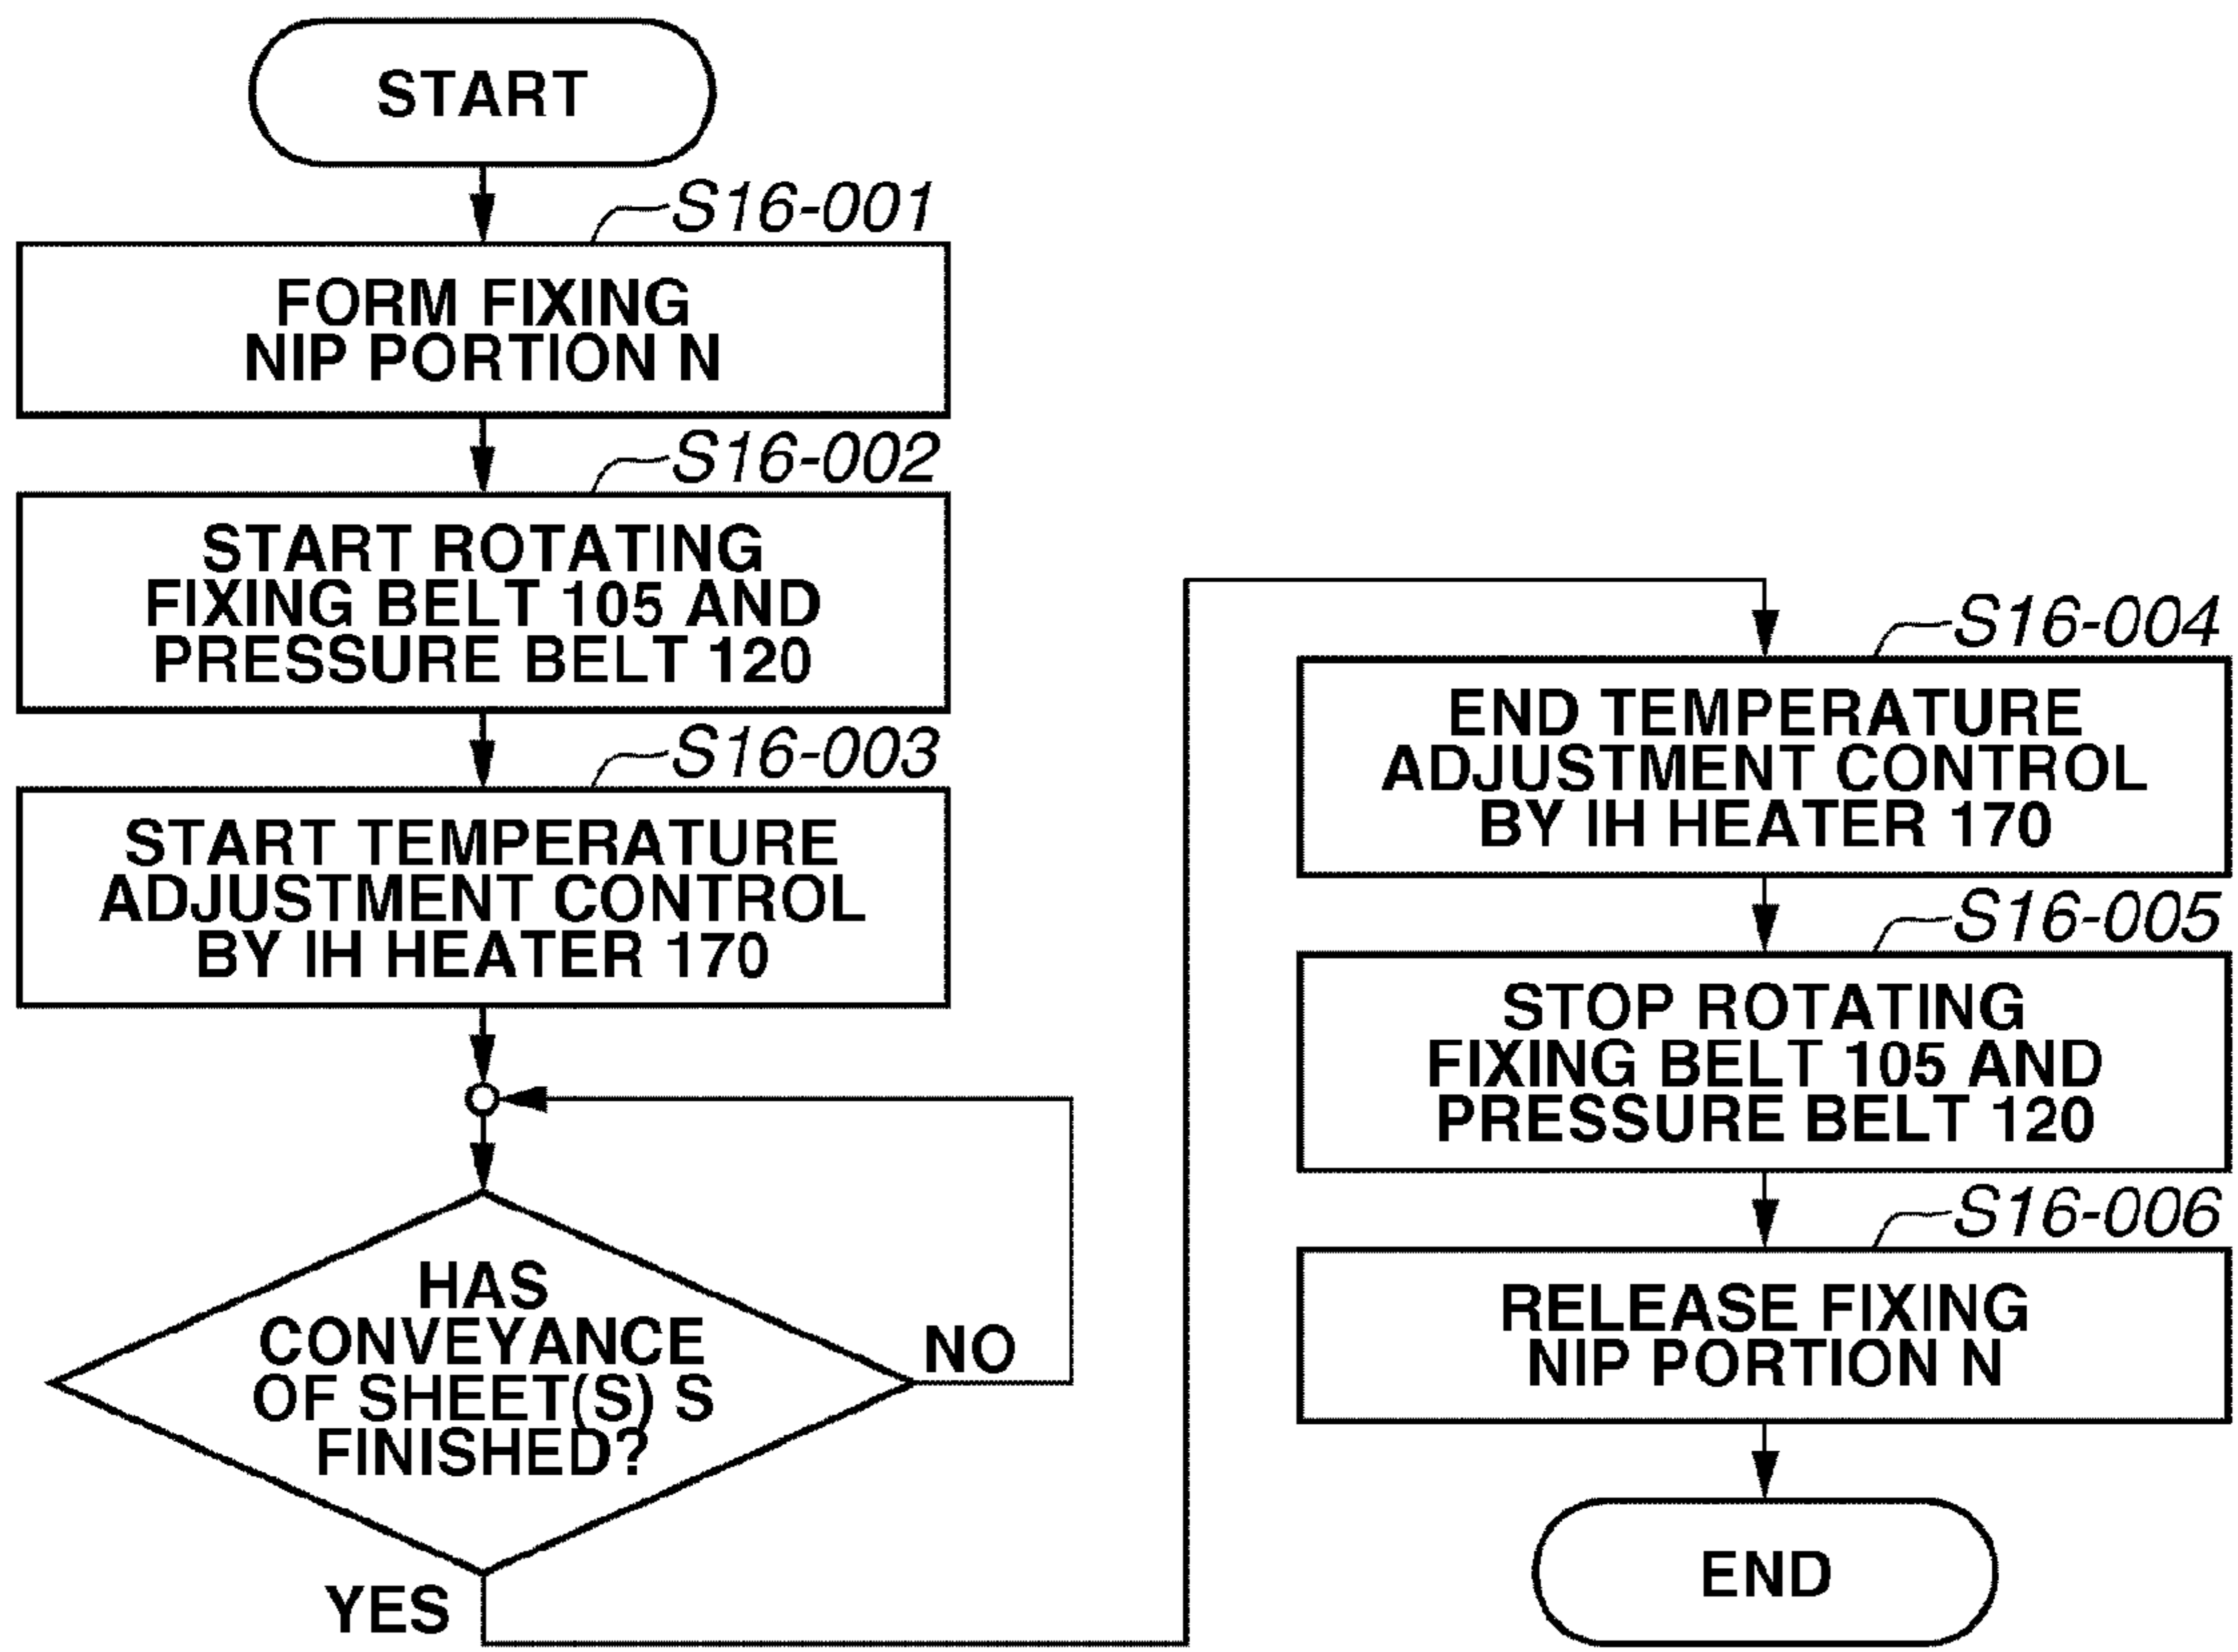 START
S16-001
FORM FIXING
NIP PORTION N
S16-002
START ROTATING
FIXING BELT 105 AND
PRESSURE BELT 120
S16-003
START TEMPERATURE
ADJUSTMENT CONTROL
BY IH HEATER 170
HAS
CONVEYANCE
OF SHEET(S) S
FINISHED?
NO
YES
S16-004
END TEMPERATURE
ADJUSTMENT CONTROL
BY IH HEATER 170
S16-005
STOP ROTATING
FIXING BELT 105 AND
PRESSURE BELT 120
S16-006
RELEASE FIXING
NIP PORTION N
END